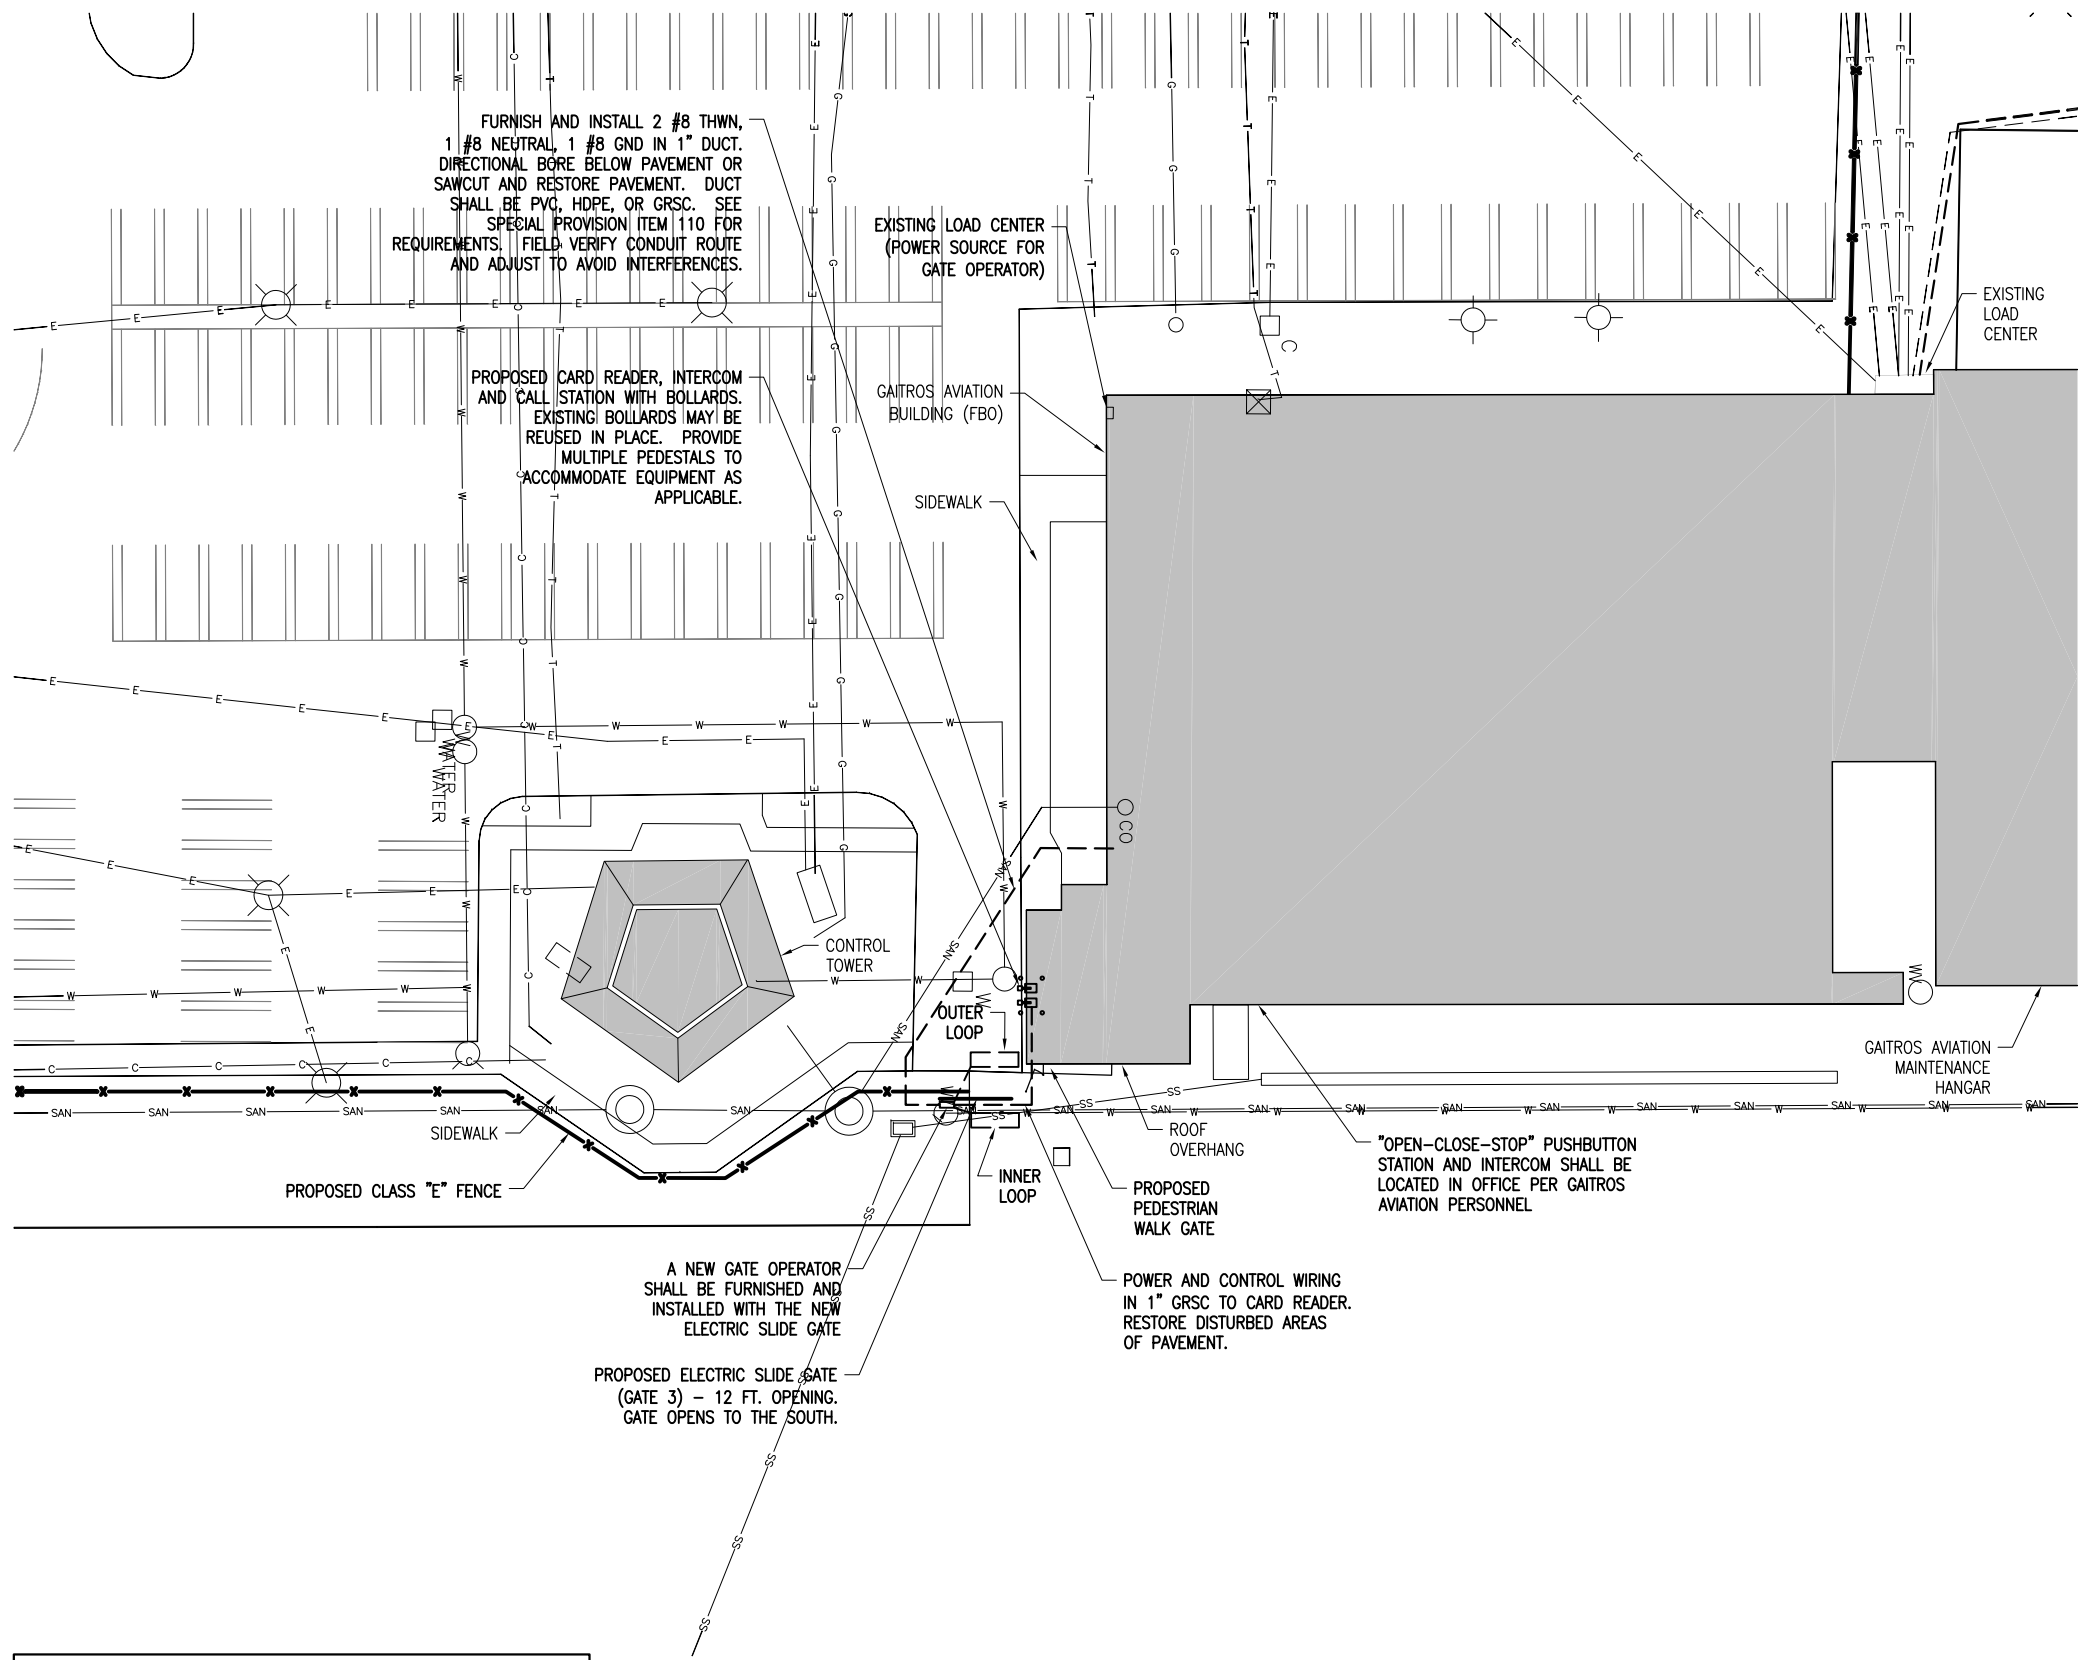 FURNISH AND INSTALL 2 #8 THWN,
1 #8 NEUTRAL, 1 #8 GND IN 1" DUCT.
DIRECTIONAL BORE BELOW PAVEMENT OR
SAWCUT AND RESTORE PAVEMENT. DUCT
SHALL BE PVC, HDPE, OR GRSC. SEE
SPECIAL PROVISION ITEM 110 FOR
REQUIREMENTS. FIELD VERIFY CONDUIT ROUTE
AND ADJUST TO AVOID INTERFERENCES.
EXISTING LOAD CENTER
(POWER SOURCE FOR
GATE OPERATOR)
EXISTING
LOAD
CENTER
PROPOSED CARD READER, INTERCOM
AND CALL STATION WITH BOLLARDS.
EXISTING BOLLARDS MAY BE
REUSED IN PLACE. PROVIDE
MULTIPLE PEDESTALS TO
ACCOMMODATE EQUIPMENT AS
APPLICABLE.
GAITROS AVIATION
BUILDING (FBO)
SIDEWALK
WATER
WATER
CO
CONTROL
TOWER
OUTER
LOOP
GAITROS AVIATION
MAINTENANCE
HANGAR
SIDEWALK
ROOF
OVERHANG
"OPEN-CLOSE-STOP" PUSHBUTTON
STATION AND INTERCOM SHALL BE
LOCATED IN OFFICE PER GAITROS
AVIATION PERSONNEL
PROPOSED CLASS "E" FENCE
INNER
LOOP
PROPOSED
PEDESTRIAN
WALK GATE
A NEW GATE OPERATOR
SHALL BE FURNISHED AND
INSTALLED WITH THE NEW
ELECTRIC SLIDE GATE
POWER AND CONTROL WIRING
IN 1" GRSC TO CARD READER.
RESTORE DISTURBED AREAS
OF PAVEMENT.
PROPOSED ELECTRIC SLIDE GATE
(GATE 3) - 12 FT. OPENING.
GATE OPENS TO THE SOUTH.